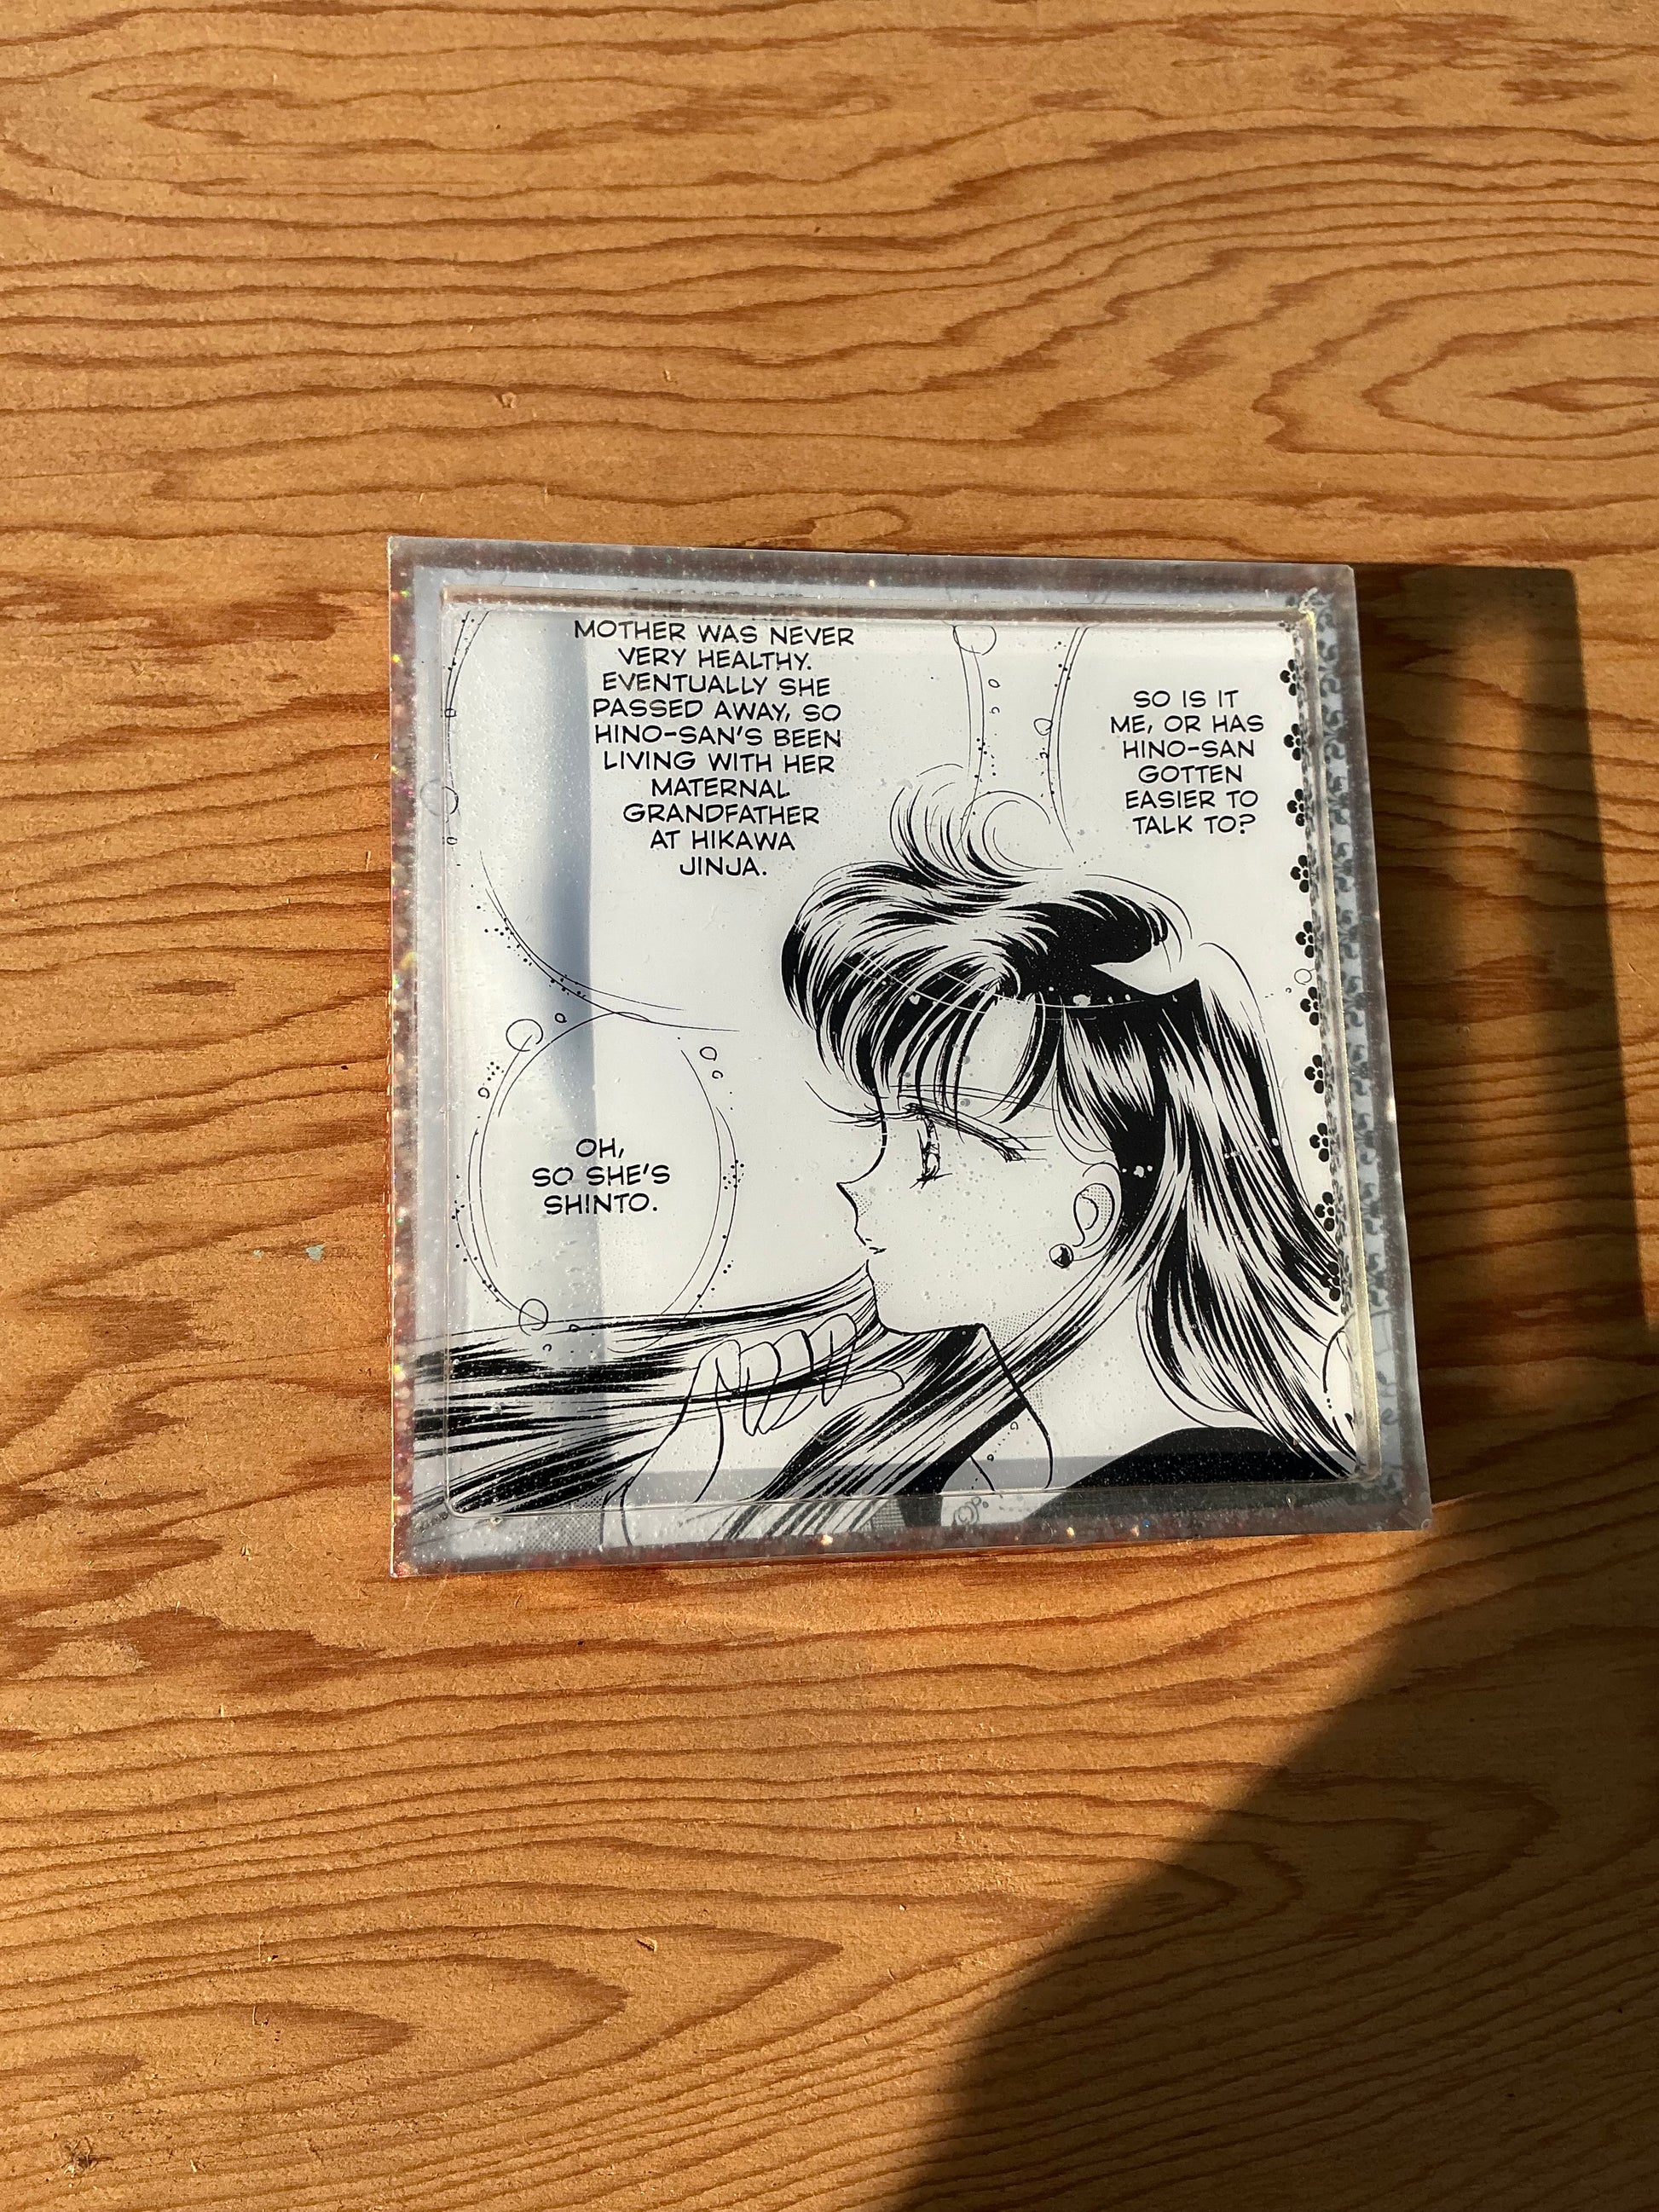 SO IS IT
ME, OR HAS
HINO-SAN
GOTTEN
EASIER TO
TALK TO?
MOTHER WAS NEVER
VERY HEALTHY.
EVENTUALLY SHE
PASSED AWAY, SO
HINO-SAN'S BEEN
LIVING WITH HER
MATERNAL
GRANDFATHER
AT HIKAWA
JINJA.
OH,
SO SHE'S
SHINTO.